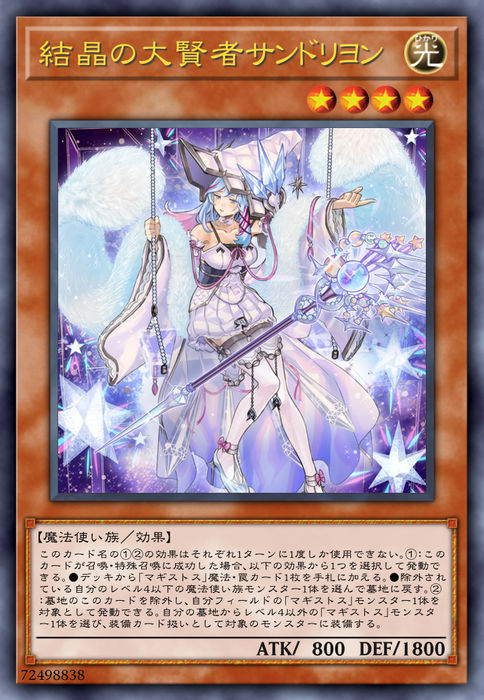 結晶の大賢者サンドリヨン
ひかり
光
【魔法使い族／効果】
このカード名の①②の効果はそれぞれ1ターンに1度しか使用できない。①：この
カードが召喚・特殊召喚に成功した場合、以下の効果から1つを選択して発動で
きる。●デッキから「マギストス」魔法・罠カード1枚を手札に加える。●除外され
ている自分のレベル4以下の魔法使い族モンスター1体を選んで墓地に戻す。②
：墓地のこのカードを除外し、自分フィールドの「マギストス」モンスター1体を
対象として発動できる。自分の墓地からレベル4以外の「マギストス」モンスタ
ー1体を選び、装備カード扱いとして対象のモンスターに装備する。
ATK/ 800 DEF/1800
72498838